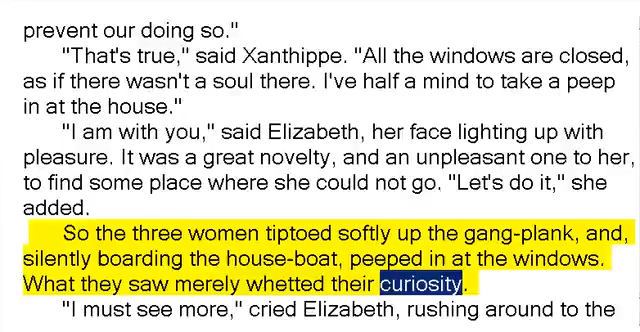 prevent our doing so."
"That's true," said Xanthippe. "All the windows are closed,
as if there wasn't a soul there. I've half a mind to take a peep
in at the house."
"I am with you," said Elizabeth, her face lighting up with
pleasure. It was a great novelty, and an unpleasant one to her,
to find some place where she could not go. "Let's do it," she
added.
So the three women tiptoed softly up the gang-plank, and,
silently boarding the house-boat, peeped in at the windows.
What they saw merely whetted their curiosity.
"I must see more," cried Elizabeth, rushing around to the